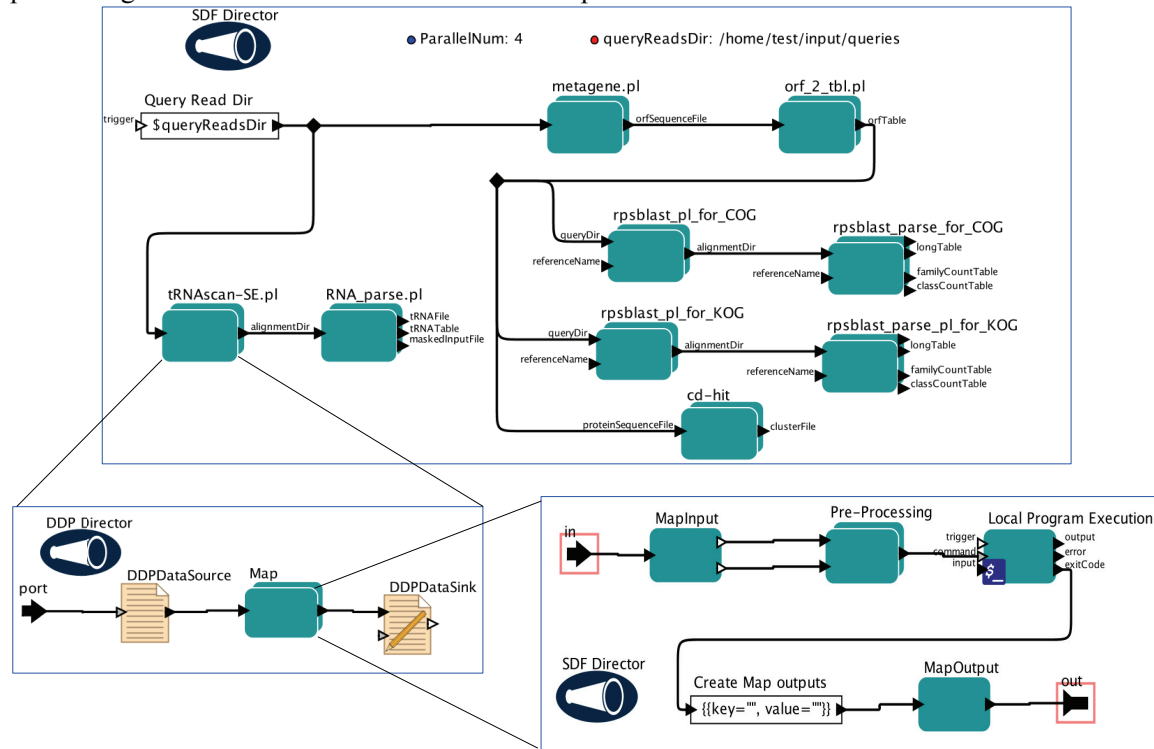 SDF Director
ParallelNum: 4
queryReadsDir: /home/test/input/queries
Query Read Dir
trigger
$queryReadsDir
metagene.pl
orfSequenceFile
orf_2_tbl.pl
orfTable
rpsblast_pl_for_COG
queryDir
referenceName
alignmentDir
rpsblast_parse_for_COG
referenceName
longTable
familyCountTable
classCountTable
tRNAscan-SE.pl
alignmentDir
RNA_parse.pl
tRNAFile
tRNATable
maskedInputFile
rpsblast_pl_for_KOG
queryDir
referenceName
alignmentDir
rpsblast_parse_pl_for_KOG
referenceName
longTable
familyCountTable
classCountTable
cd-hit
proteinSequenceFile
clusterFile
DDP Director
port
DDPDataSource
Map
DDPDataSink
in
MapInput
Pre-Processing
Local Program Execution
trigger
command
input
$_
output
error
exitCode
SDF Director
Create Map outputs
{{key="", value=""}}
MapOutput
out